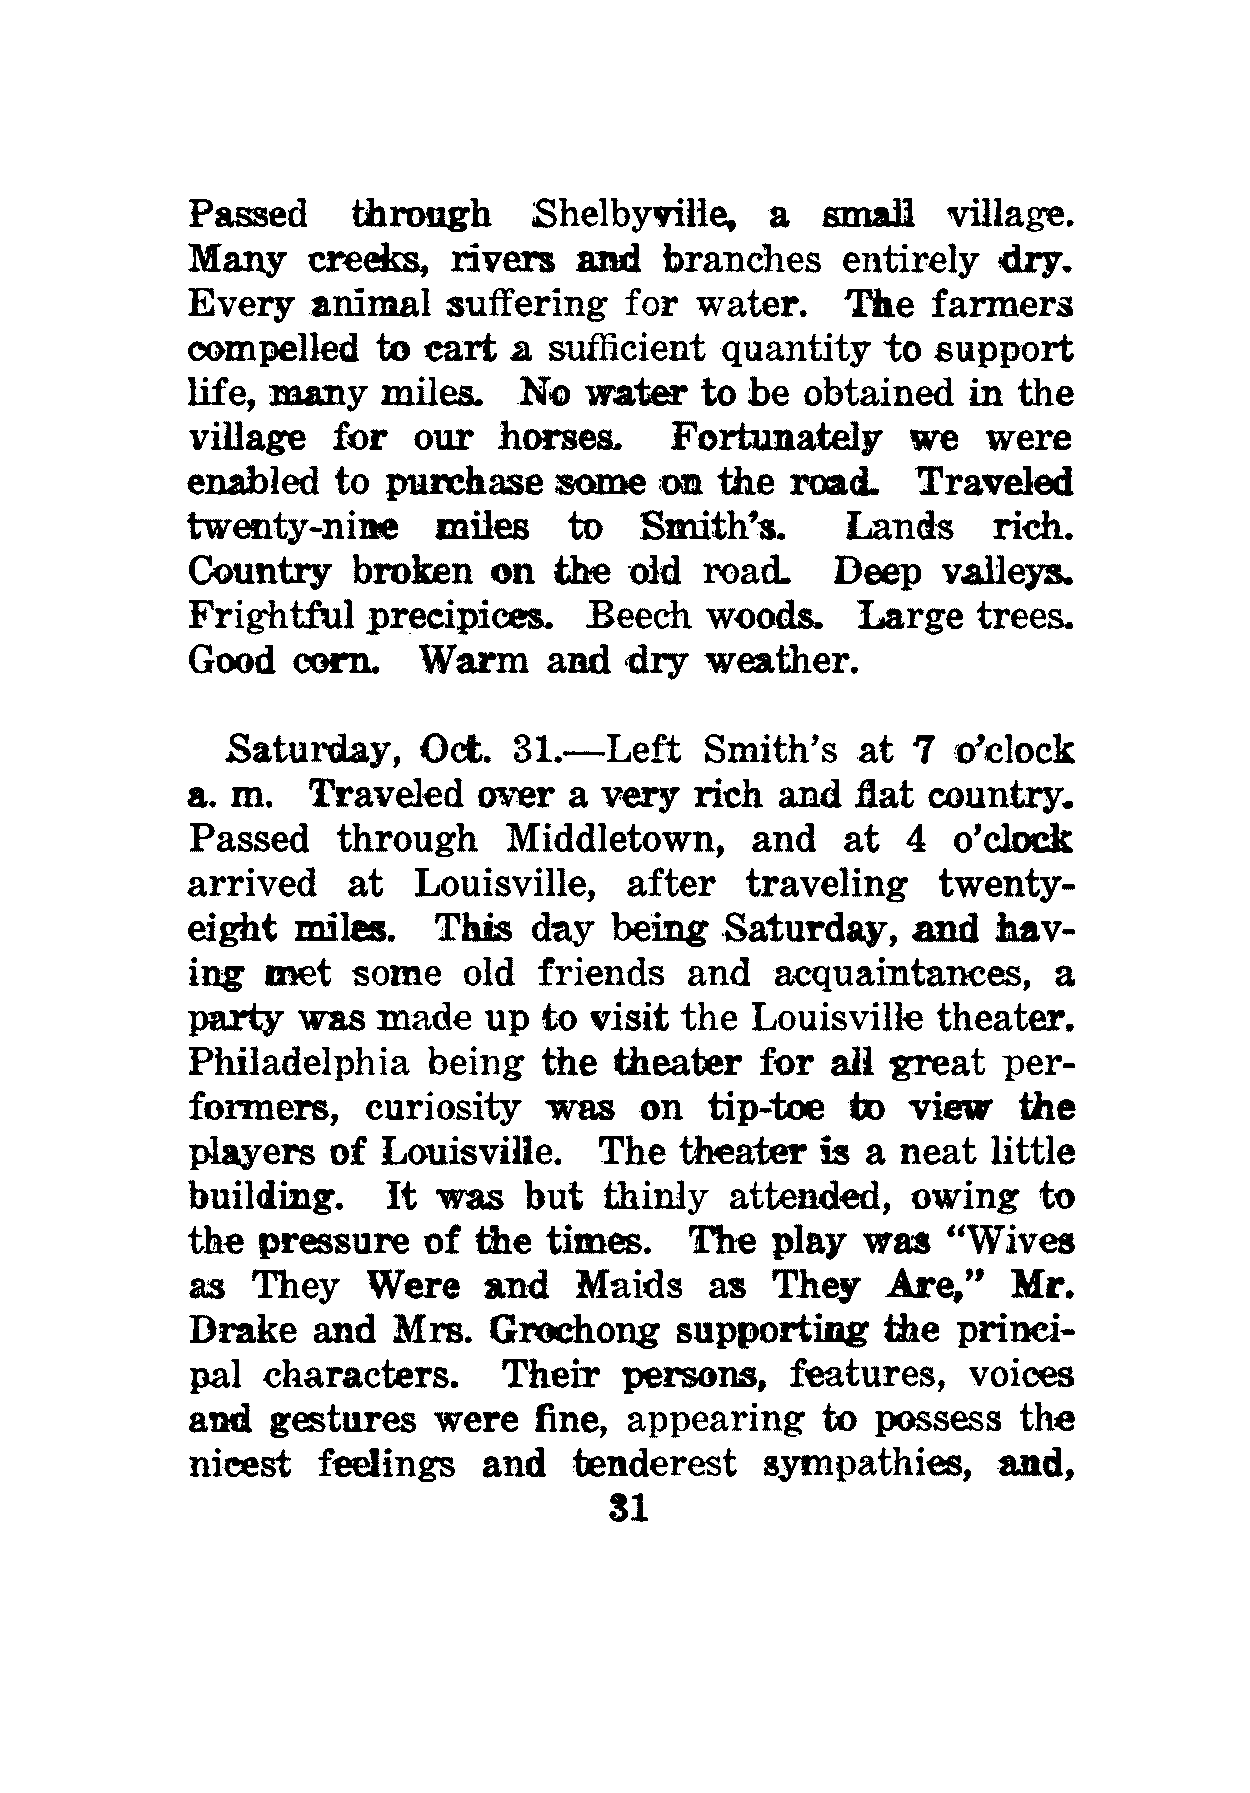 Passed through Shelbyville, a small village.
Many creeks, rivers and branches entirely dry.
Every animal suffering for water. The farmers
compelled to cart a sufficient quantity to support
life, many miles. No water to be obtained in the
village for our horses. Fortunately we were
enabled to purchase some on the road. Traveled
twenty-nine miles to Smith's. Lands rich.
Country broken on the old road. Deep valleys.
Frightful precipices. Beech woods. Large trees.
Good corn. Warm and dry weather.
Saturday, Oct. 31.—Left Smith's at 7 o'clock
a. m. Traveled over a very rich and flat country.
Passed through Middletown, and at 4 o'clock
arrived at Louisville, after traveling twenty-
eight miles. This day being Saturday, and hav-
ing met some old friends and acquaintances, a
party was made up to visit the Louisville theater.
Philadelphia being the theater for all great per-
formers, curiosity was on tip-toe to view the
players of Louisville. The theater is a neat little
building. It was but thinly attended, owing to
the pressure of the times. The play was “Wives
as They Were and Maids as They Are,” Mr.
Drake and Mrs. Grochong supporting the princi-
pal characters. Their persons, features, voices
and gestures were fine, appearing to possess the
nicest feelings and tenderest sympathies, and,
31